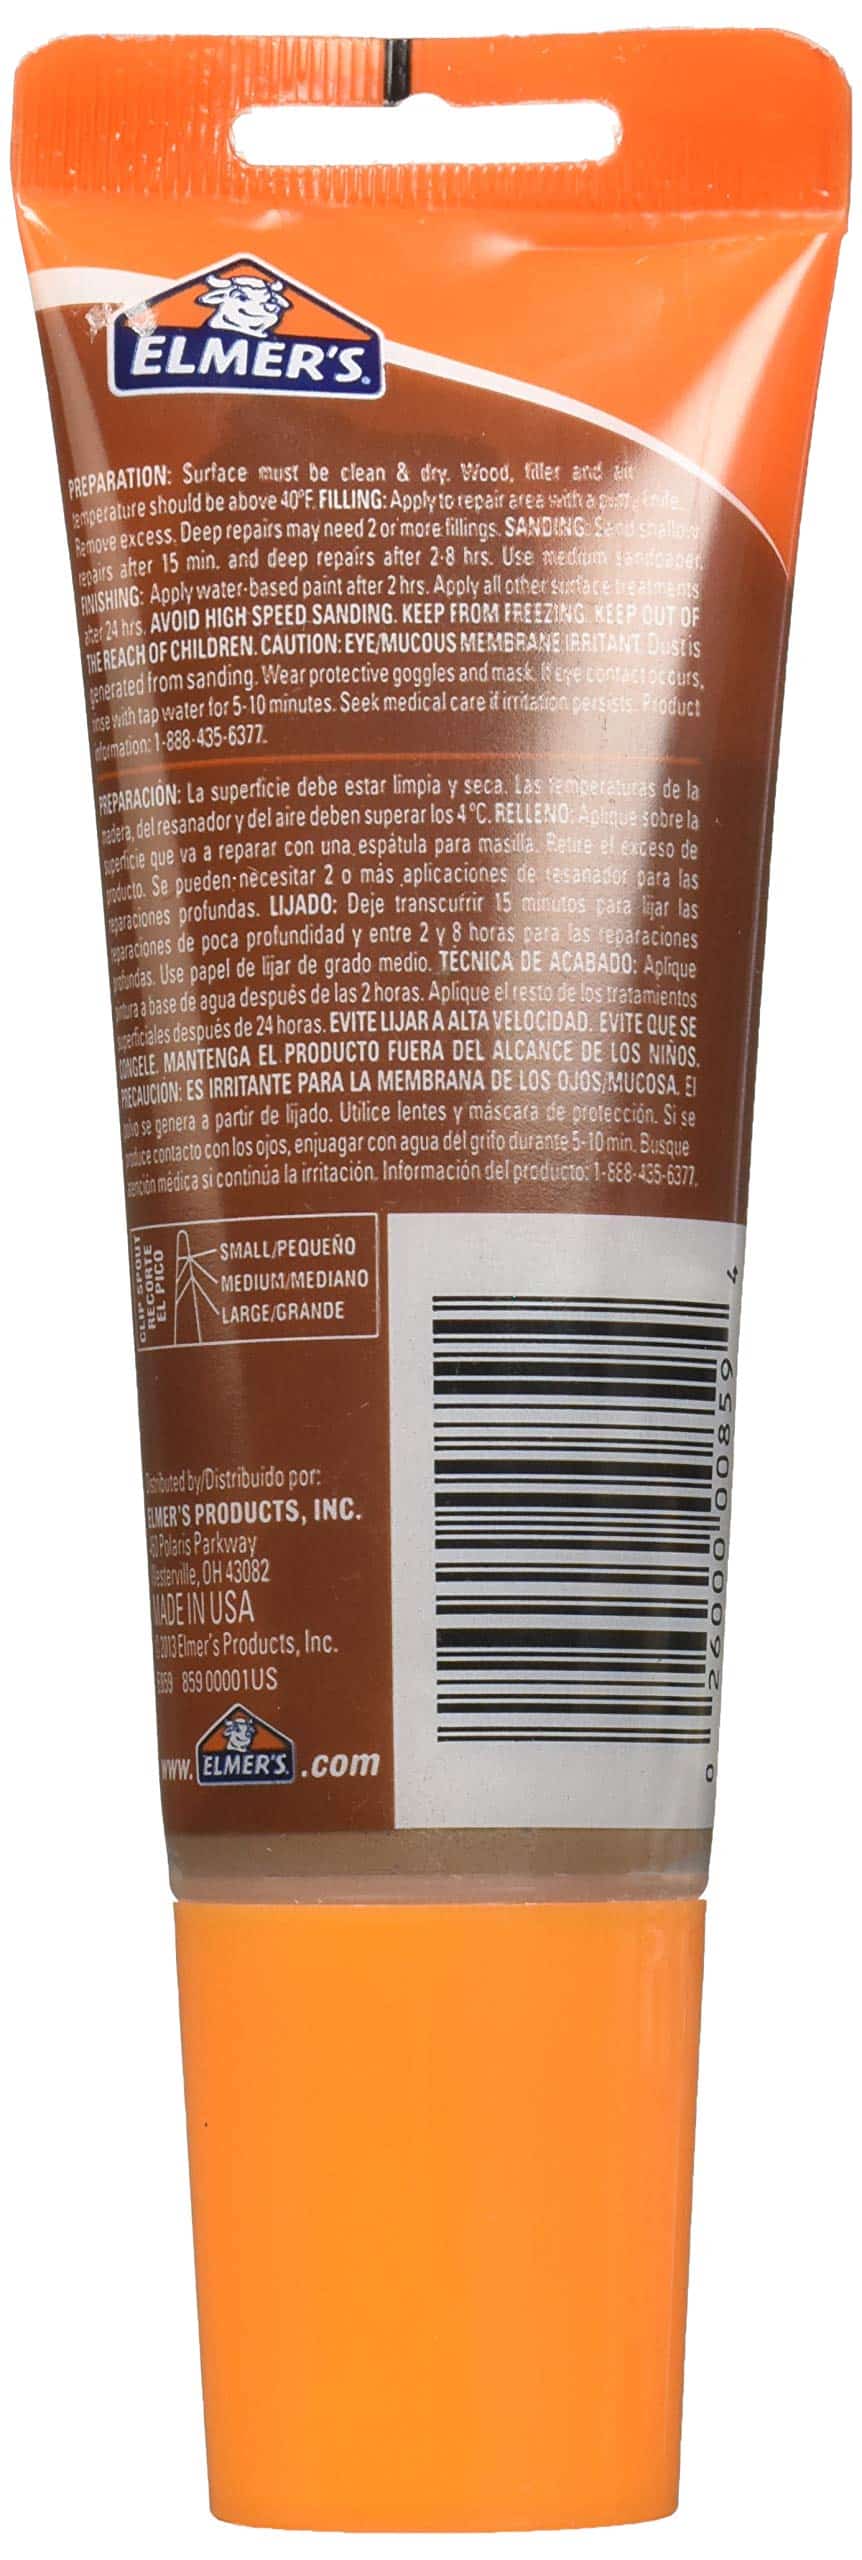 ELMER'S
PREPARATION: Surface must be clean & dry. Wood, filler and air
temperature should be above 40°F. FILLING: Apply to repair area with a putty knife.
Remove excess. Deep repairs may need 2 or more fillings. SANDING: Sand shallow
repairs after 15 min. and deep repairs after 2-8 hrs. Use medium sandpaper.
FINISHING: Apply water-based paint after 2 hrs. Apply all other surface treatments
after 24 hrs. AVOID HIGH SPEED SANDING. KEEP FROM FREEZING. KEEP OUT OF
THE REACH OF CHILDREN. CAUTION: EYE/MUCOUS MEMBRANE IRRITANT. Dust is
generated from sanding. Wear protective goggles and mask. If eye contact occurs,
rinse with tap water for 5-10 minutes. Seek medical care if irritation persists. Product
information: 1-888-435-6377.
PREPARACIÓN: La superficie debe estar limpia y seca. Las temperaturas de la
madera, del resanador y del aire deben superar los 4°C. RELLENO: Aplique sobre la
superficie que va a reparar con una espátula para masilla. Retire el exceso de
producto. Se pueden necesitar 2 o más aplicaciones de resanador para las
reparaciones profundas. LIJADO: Deje transcurrir 15 minutos para lijar las
reparaciones de poca profundidad y entre 2 y 8 horas para las reparaciones
profundas. Use papel de lijar de grado medio. TÉCNICA DE ACABADO: Aplique
pintura a base de agua después de las 2 horas. Aplique el resto de los tratamientos
superficiales después de 24 horas. EVITE LIJAR A ALTA VELOCIDAD. EVITE QUE SE
CONGELE. MANTENGA EL PRODUCTO FUERA DEL ALCANCE DE LOS NIÑOS.
PRECAUCIÓN: ES IRRITANTE PARA LA MEMBRANA DE LOS OJOS/MUCOSA. El
polvo se genera a partir de lijado. Utilice lentes y máscara de protección. Si se
produce contacto con los ojos, enjuagar con agua del grifo durante 5-10 min. Busque
atención médica si continúa la irritación. Información del producto: 1-888-435-6377.
CLIP SPOUT
RECORTE
EL PICO
SMALL/PEQUEÑO
MEDIUM/MEDIANO
LARGE/GRANDE
0 26000 00859 4
Distributed by/Distribuido por:
ELMER'S PRODUCTS, INC.
Polaris Parkway
Westerville, OH 43082
MADE IN USA
© 2013 Elmer's Products, Inc.
859 00001US
www. ELMER'S .com